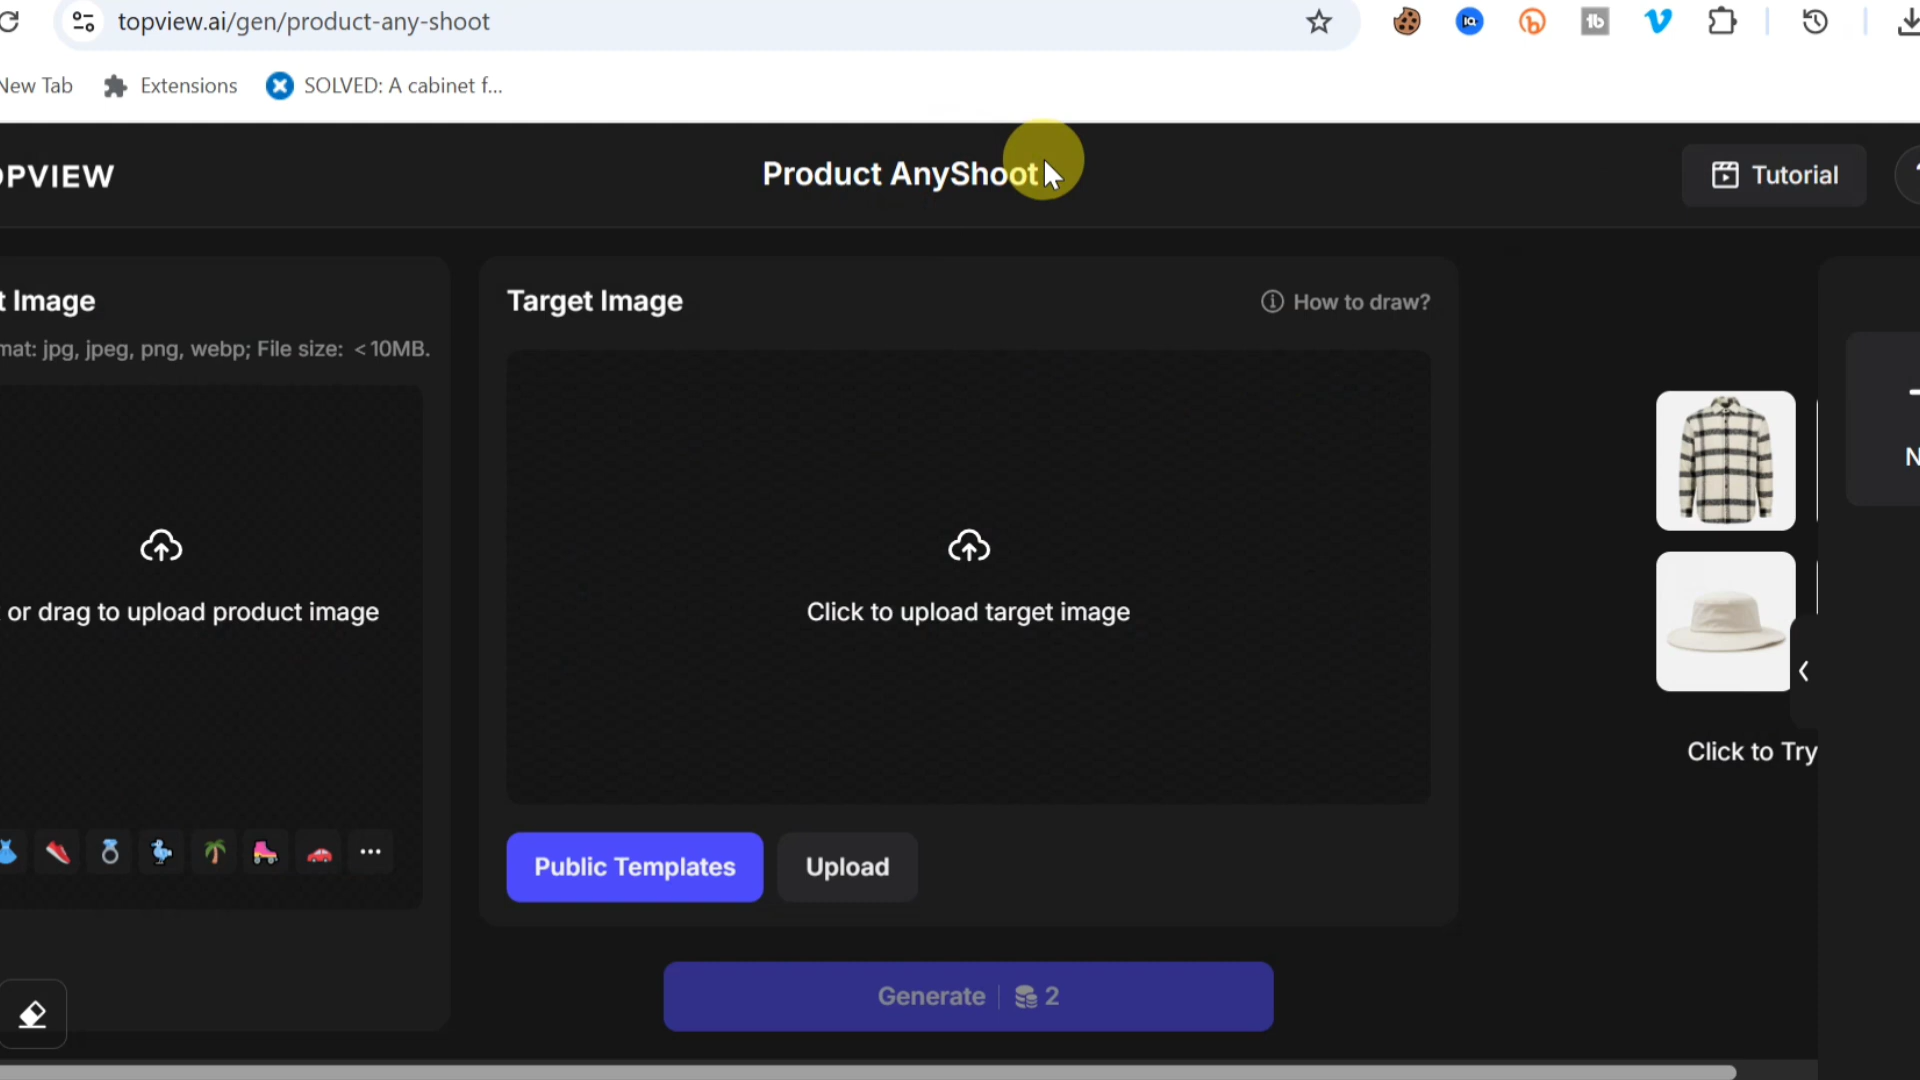 topview.ai/gen/product-any-shoot
New Tab
Extensions
SOLVED: A cabinet f...
OPVIEW
Product AnyShoot
Tutorial
t Image
mat: jpg, jpeg, png, webp; File size: <10MB.
or drag to upload product image
Target Image
How to draw?
Click to upload target image
Public Templates
Upload
Generate
2
Click to Try
N